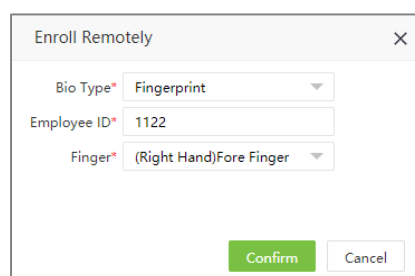 Enroll Remotely
Bio Type* Fingerprint
Employee ID* 1122
Finger* (Right Hand)Fore Finger
Confirm Cancel